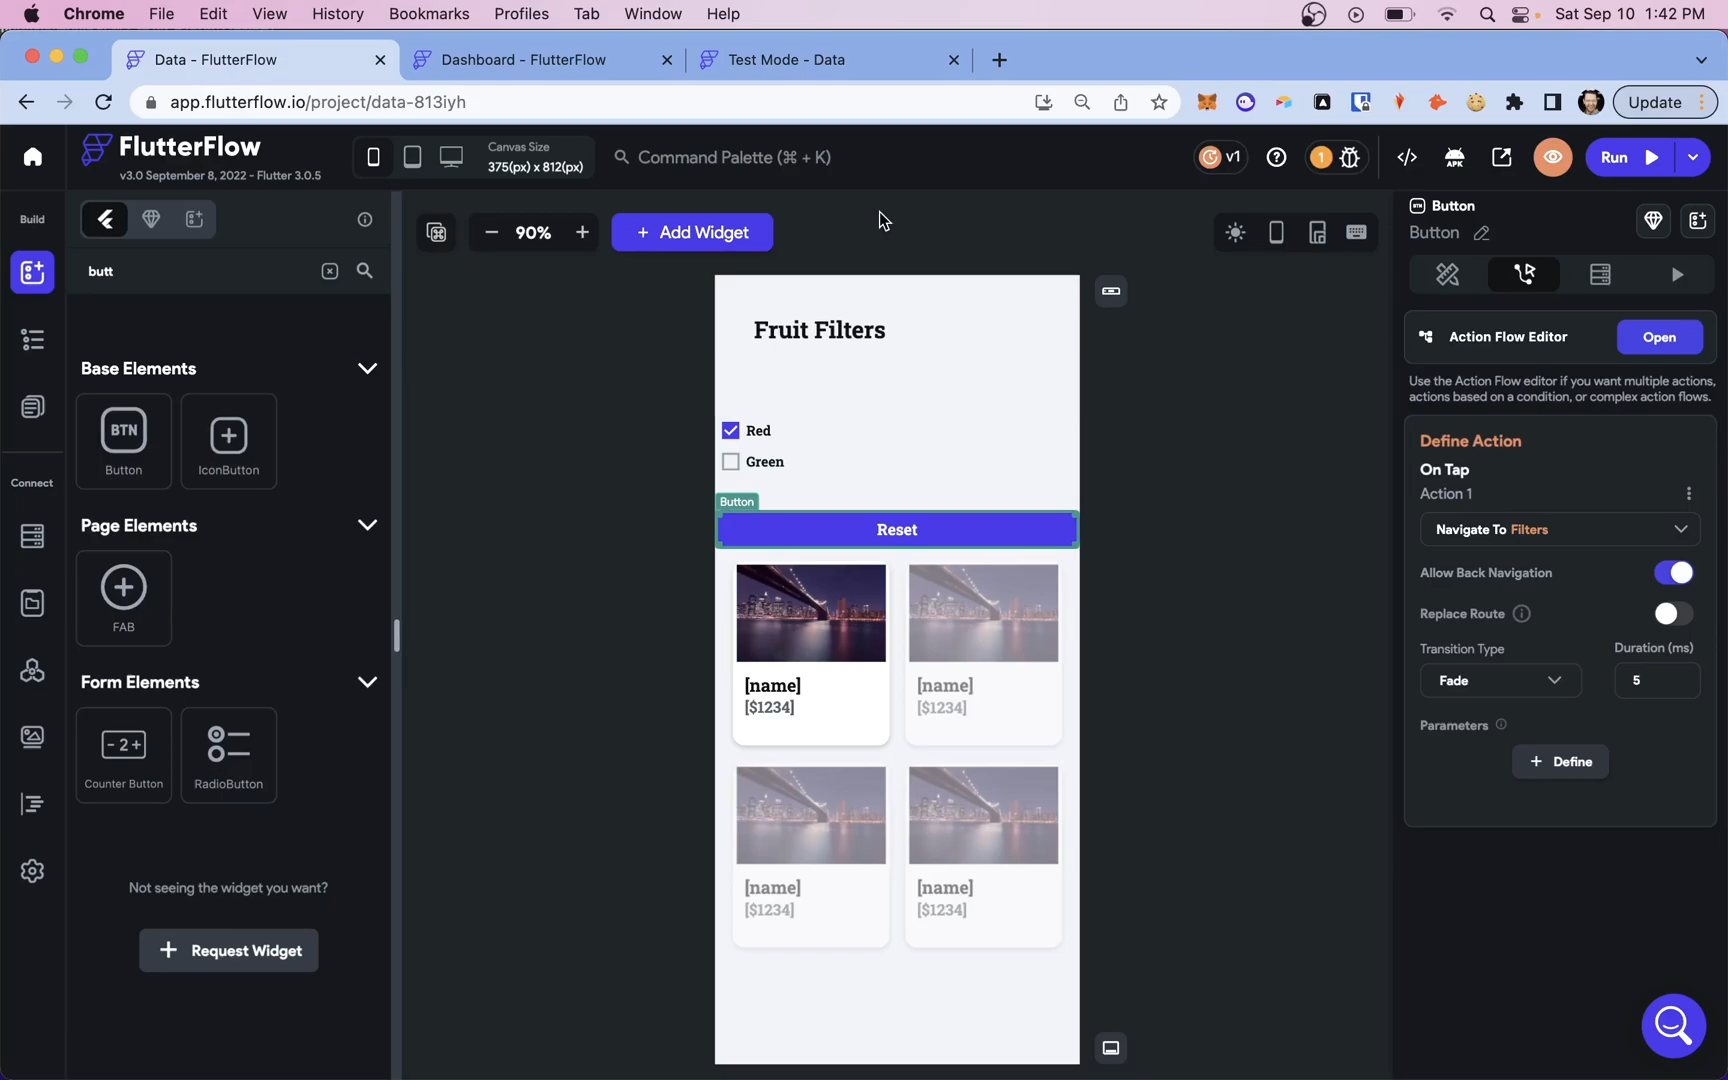 Chrome File Edit View History Bookmarks Profiles Tab Window Help Sat Sep 10 1:42 PM
Data - FlutterFlow Dashboard - FlutterFlow Test Mode - Data
app.flutterflow.io/project/data-813iyh Update
FlutterFlow
v3.0 September 8, 2022 - Flutter 3.0.5
Canvas Size
375(px) x 812(px)
Command Palette (⌘ + K)
v1
1
APK
Run
Build
butt
90%
+ Add Widget
Button
Button
Action Flow Editor Open
Use the Action Flow editor if you want multiple actions,
actions based on a condition, or complex action flows.
Define Action
On Tap
Action 1
Navigate To Filters
Allow Back Navigation
Replace Route
Transition Type Duration (ms)
Fade 5
Parameters
+ Define
Base Elements
BTN
Button IconButton
Connect
Page Elements
FAB
Form Elements
- 2 +
Counter Button RadioButton
Not seeing the widget you want?
+ Request Widget
Fruit Filters
Red
Green
Button
Reset
[name] [name]
[$1234] [$1234]
[name] [name]
[$1234] [$1234]